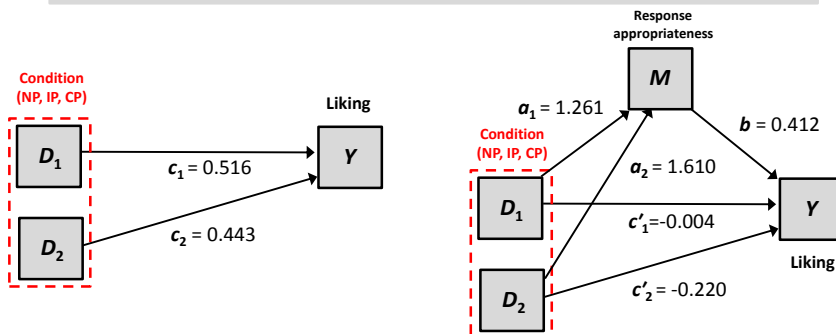 Condition
(NP, IP, CP)
Liking
D1
Y
c1 = 0.516
D2
c2 = 0.443
Response
appropriateness
M
a1 = 1.261
b = 0.412
Condition
(NP, IP, CP)
a2 = 1.610
D1
Y
c′1=-0.004
Liking
D2
c′2 = -0.220